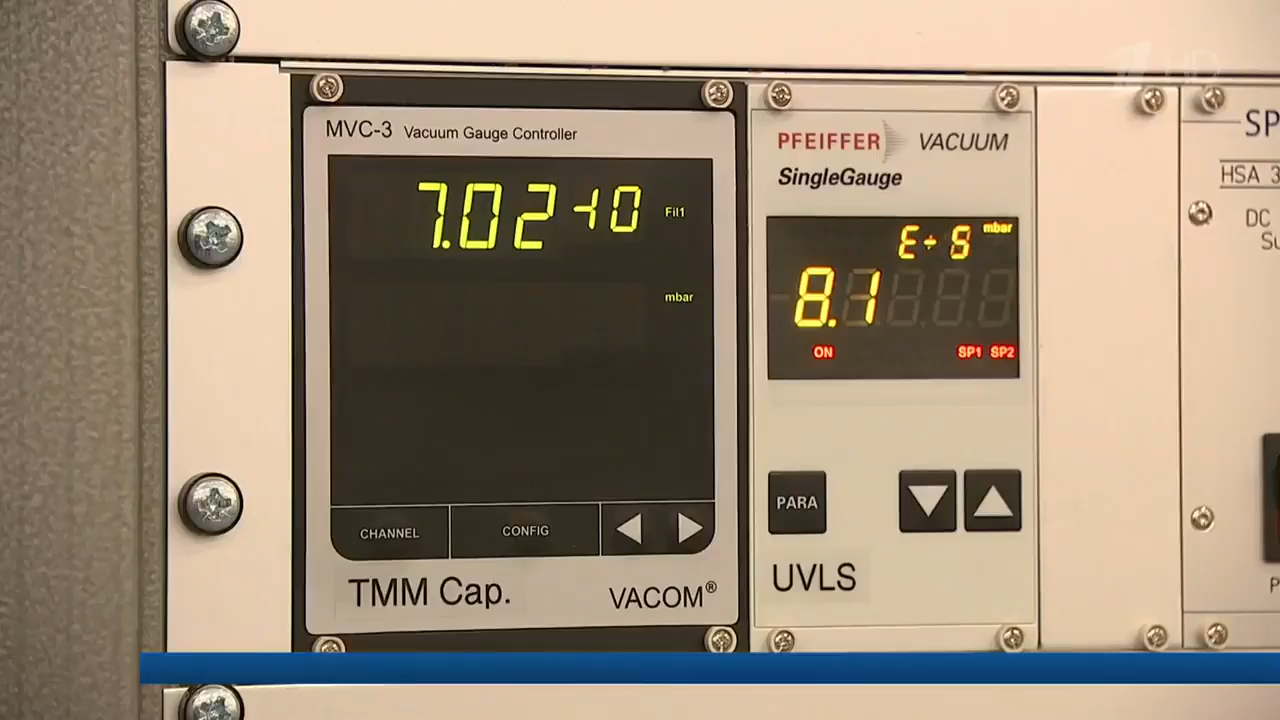 MVC-3 Vacuum Gauge Controller
7.02 -10 Fil1
mbar
CHANNEL CONFIG
TMM Cap. VACOM®
PFEIFFER VACUUM
SingleGauge
mbar
8.1
ON SP1 SP2
PARA
UVLS
SP
HSA 3
DC
HD